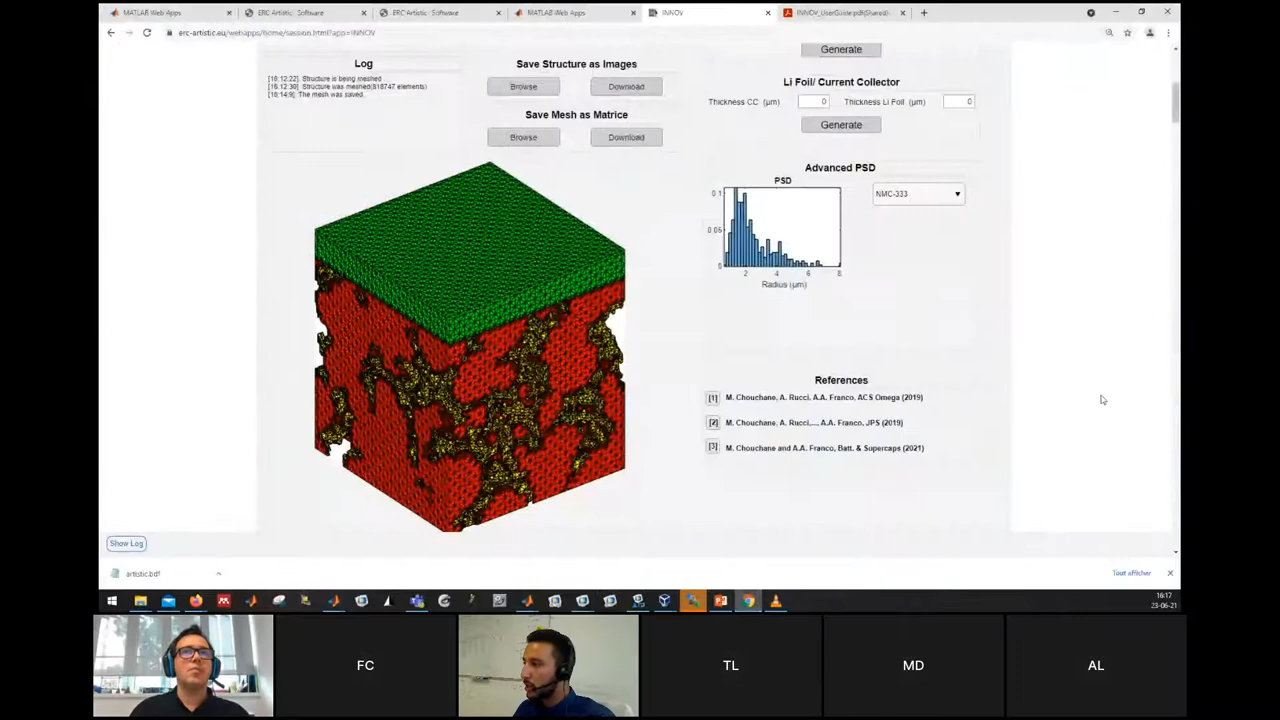 MATLAB Web Apps
ERC Artistic - Software
ERC Artistic - Software
MATLAB Web Apps
INNOV
INNOV_UserGuide.pdf(Shared)
erc-artistic.eu/webapps/home/session.html?app=INNOV
Log
[16:12:22]. Structure is being meshed
[16:12:30] Structure was meshed(818747 elements)
[16:14:9] The mesh was saved.
Save Structure as Images
Browse
Download
Save Mesh as Matrice
Browse
Download
Generate
Li Foil/ Current Collector
Thickness CC (µm)
0
Thickness Li Foil (µm)
0
Generate
Advanced PSD
PSD
0.1
0.05
0
2
4
6
8
Radius (µm)
NMC-333
References
[1] M. Chouchane, A. Rucci, A.A. Franco, ACS Omega (2019)
[2] M. Chouchane, A. Rucci,..., A.A. Franco, JPS (2019)
[3] M. Chouchane and A.A. Franco, Batt. & Supercaps (2021)
Show Log
artistic.bdf
Tout afficher
16:17
23-06-21
FC
TL
MD
AL